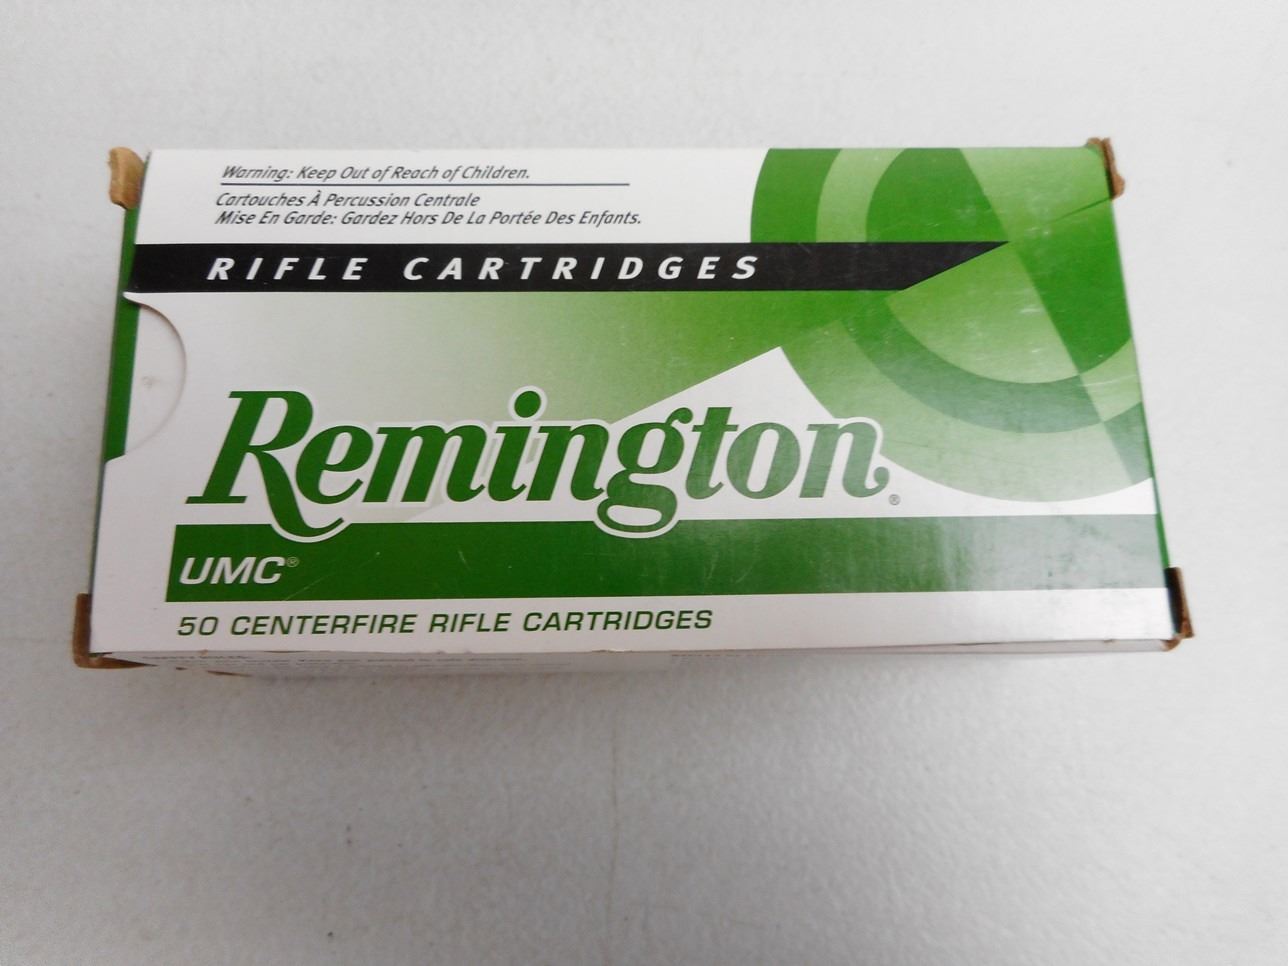 Warning: Keep Out of Reach of Children.
Cartouches À Percussion Centrale
Mise En Garde: Gardez Hors De La Portée Des Enfants.
RIFLE CARTRIDGES
Remington®
UMC®
50 CENTERFIRE RIFLE CARTRIDGES